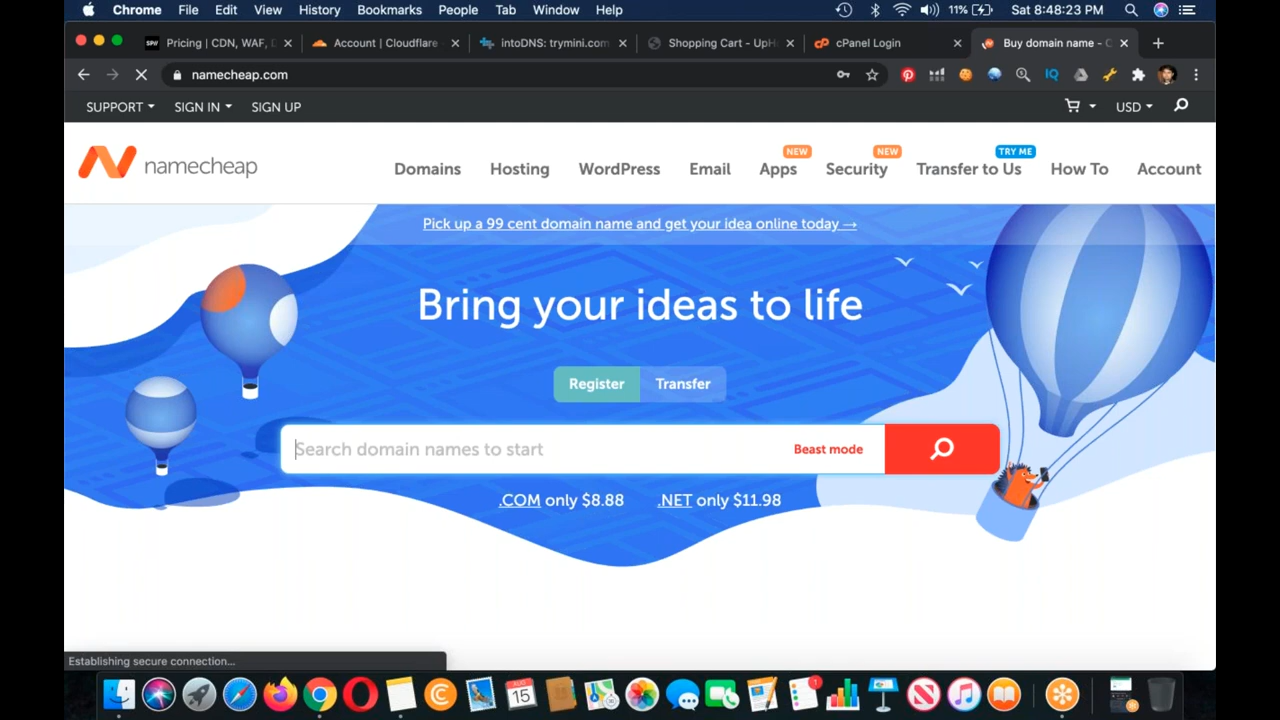 Chrome File Edit View History Bookmarks People Tab Window Help 11% Sat 8:48:23 PM
Pricing | CDN, WAF, D Account | Cloudflare - intoDNS: trymini.com Shopping Cart - UpH cPanel Login Buy domain name - C
namecheap.com IQ
SUPPORT SIGN IN SIGN UP USD
NEW NEW TRY ME
namecheap Domains Hosting WordPress Email Apps Security Transfer to Us How To Account
Pick up a 99 cent domain name and get your idea online today →
Bring your ideas to life
Register Transfer
Search domain names to start Beast mode
.COM only $8.88 .NET only $11.98
Establishing secure connection...
AUG
15
1